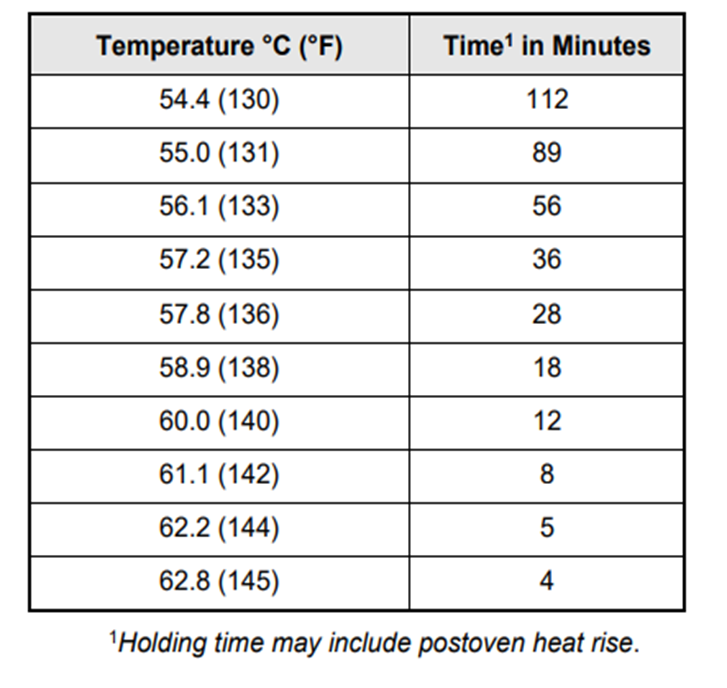 Temperature °C (°F) Time¹ in Minutes
54.4 (130) 112
55.0 (131) 89
56.1 (133) 56
57.2 (135) 36
57.8 (136) 28
58.9 (138) 18
60.0 (140) 12
61.1 (142) 8
62.2 (144) 5
62.8 (145) 4
¹Holding time may include postoven heat rise.